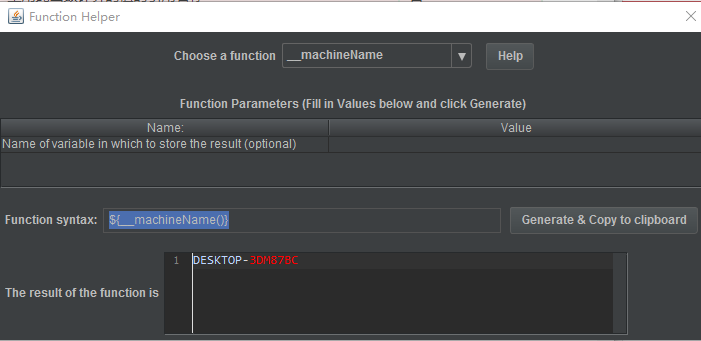 Function Helper
Choose a function __machineName Help
Function Parameters (Fill in Values below and click Generate)
Name: Value
Name of variable in which to store the result (optional)
Function syntax: ${__machineName()} Generate & Copy to clipboard
1 DESKTOP-3DM878C
The result of the function is